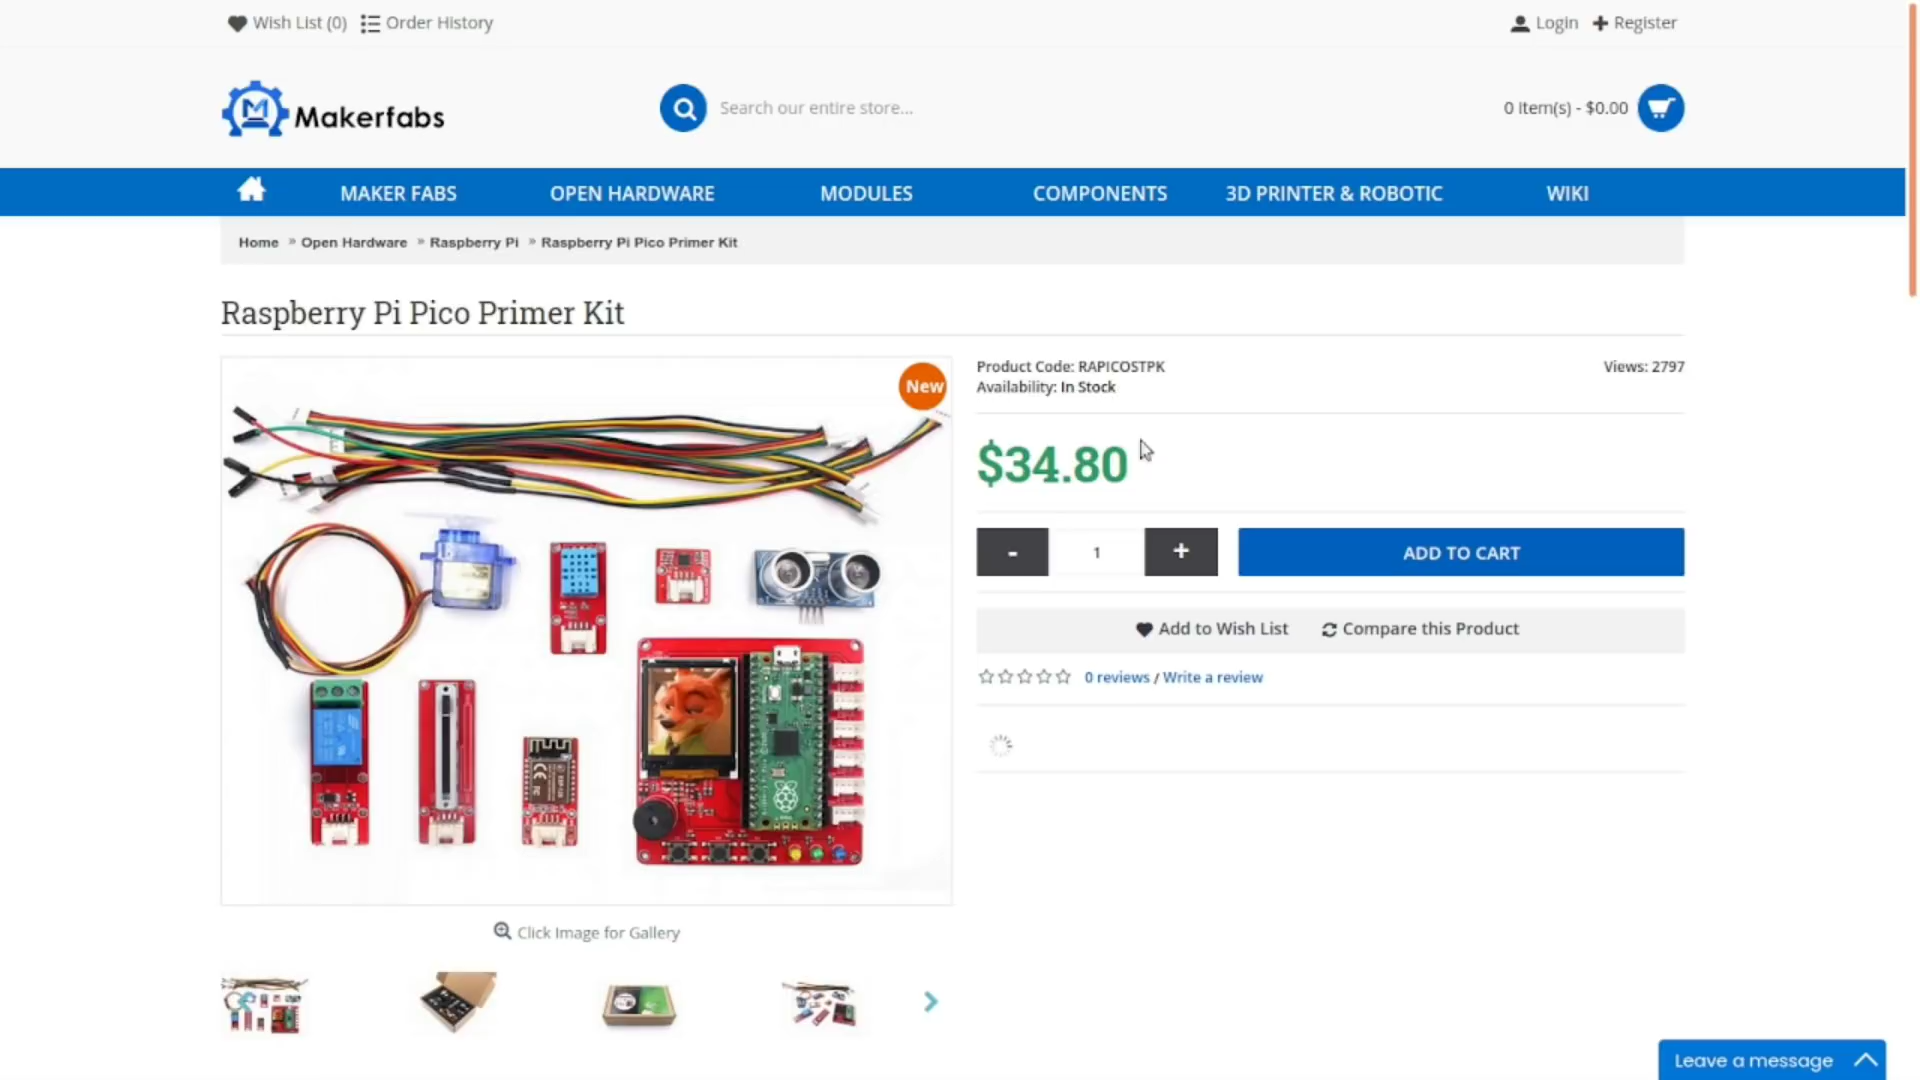 Wish List (0) Order History
Login Register
Makerfabs
Search our entire store...
0 item(s) - $0.00
MAKER FABS OPEN HARDWARE MODULES COMPONENTS 3D PRINTER & ROBOTIC WIKI
Home » Open Hardware » Raspberry Pi » Raspberry Pi Pico Primer Kit
Raspberry Pi Pico Primer Kit
New
Product Code: RAPICOSTPK
Views: 2797
Availability: In Stock
$34.80
- 1 + ADD TO CART
Add to Wish List Compare this Product
0 reviews / Write a review
Click Image for Gallery
Leave a message